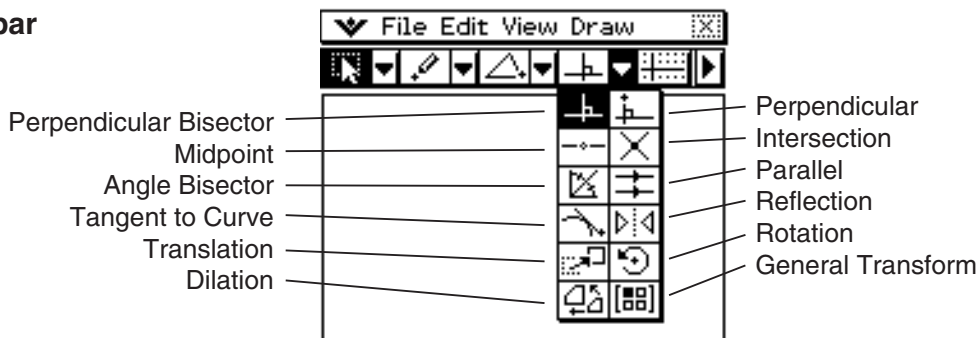 bar
File Edit View Draw
Perpendicular Bisector
Midpoint
Angle Bisector
Tangent to Curve
Translation
Dilation
Perpendicular
Intersection
Parallel
Reflection
Rotation
General Transform